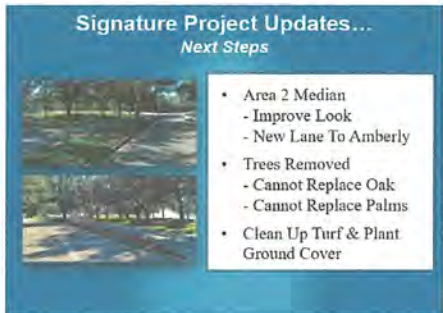 Signature Project Updates...
Next Steps
• Area 2 Median
- Improve Look
- New Lane To Amberly
• Trees Removed
- Cannot Replace Oak
- Cannot Replace Palms
• Clean Up Turf & Plant
Ground Cover